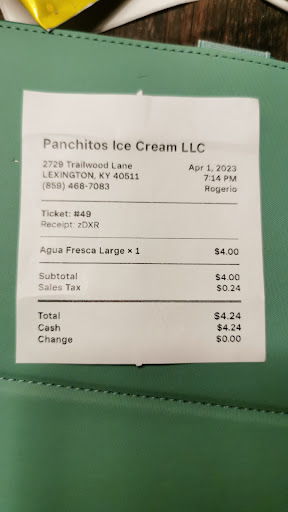 Panchitos Ice Cream LLC
2729 Trailwood Lane
LEXINGTON, KY 40511
(859) 468-7083
Apr 1, 2023
7:14 PM
Rogerio
Ticket: #49
Receipt: zDXR
Agua Fresca Large × 1 $4.00
Subtotal $4.00
Sales Tax $0.24
Total $4.24
Cash $4.24
Change $0.00